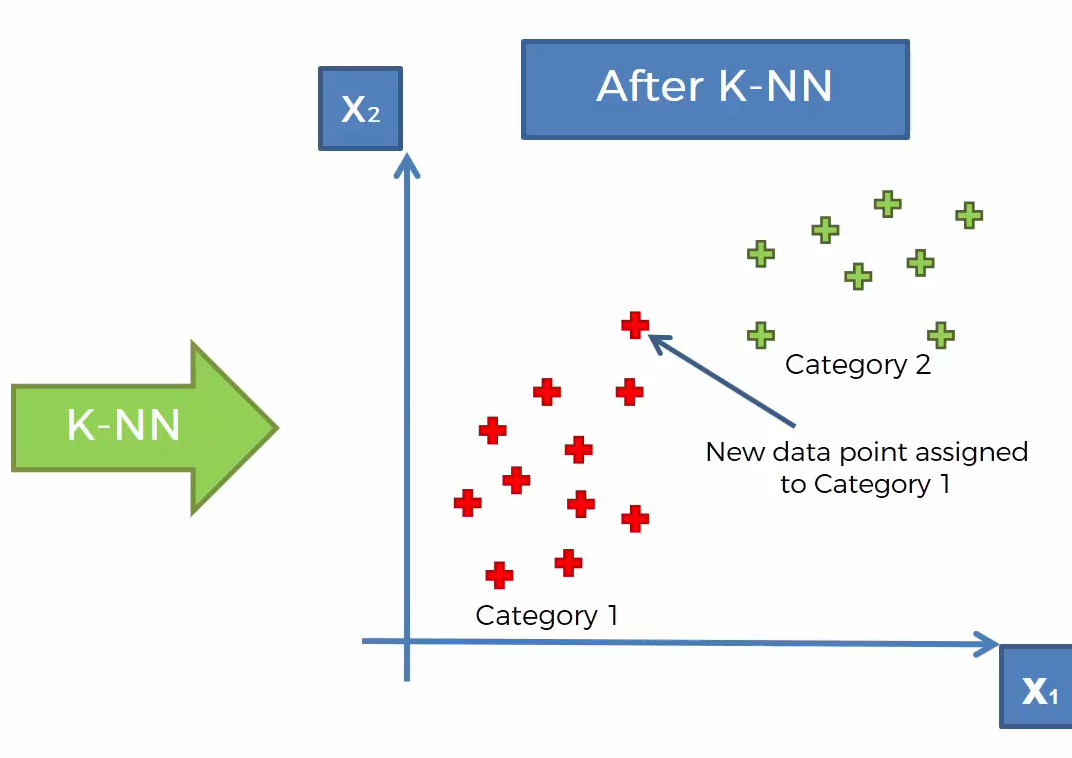 After K-NN
X2
Category 2
K-NN
New data point assigned
to Category 1
Category 1
X1